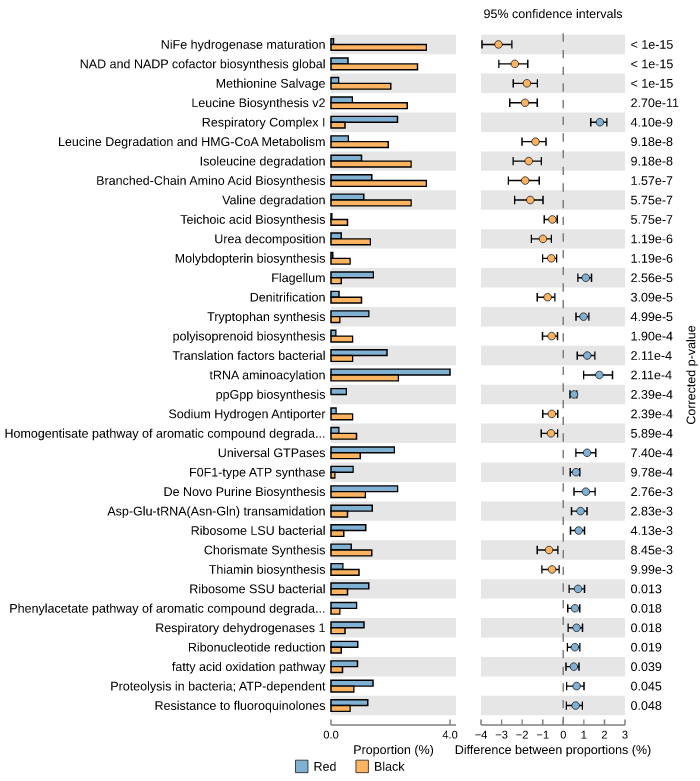 95% confidence intervals
NiFe hydrogenase maturation < 1e-15
NAD and NADP cofactor biosynthesis global < 1e-15
Methionine Salvage < 1e-15
Leucine Biosynthesis v2 2.70e-11
Respiratory Complex I 4.10e-9
Leucine Degradation and HMG-CoA Metabolism 9.18e-8
Isoleucine degradation 9.18e-8
Branched-Chain Amino Acid Biosynthesis 1.57e-7
Valine degradation 5.75e-7
Teichoic acid Biosynthesis 5.75e-7
Urea decomposition 1.19e-6
Molybdopterin biosynthesis 1.19e-6
Flagellum 2.56e-5
Denitrification 3.09e-5
Tryptophan synthesis 4.99e-5
polyisoprenoid biosynthesis 1.90e-4
Translation factors bacterial 2.11e-4
tRNA aminoacylation 2.11e-4
ppGpp biosynthesis 2.39e-4
Sodium Hydrogen Antiporter 2.39e-4
Homogentisate pathway of aromatic compound degrada... 5.89e-4
Universal GTPases 7.40e-4
F0F1-type ATP synthase 9.78e-4
De Novo Purine Biosynthesis 2.76e-3
Asp-Glu-tRNA(Asn-Gln) transamidation 2.83e-3
Ribosome LSU bacterial 4.13e-3
Chorismate Synthesis 8.45e-3
Thiamin biosynthesis 9.99e-3
Ribosome SSU bacterial 0.013
Phenylacetate pathway of aromatic compound degrada... 0.018
Respiratory dehydrogenases 1 0.018
Ribonucleotide reduction 0.019
fatty acid oxidation pathway 0.039
Proteolysis in bacteria; ATP-dependent 0.045
Resistance to fluoroquinolones 0.048
Corrected p-value
0.0 4.0 −4 −3 −2 −1 0 1 2 3
Proportion (%) Difference between proportions (%)
Red Black